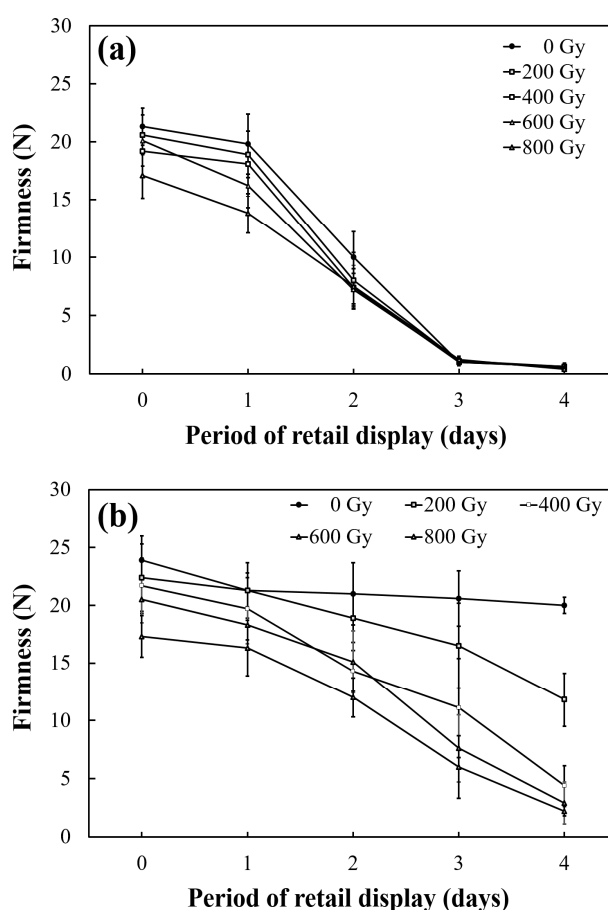 (a)
0 Gy
200 Gy
400 Gy
600 Gy
800 Gy
30
25
20
15
10
5
0
Firmness (N)
0 1 2 3 4
Period of retail display (days)
(b)
0 Gy 200 Gy 400 Gy
600 Gy 800 Gy
30
25
20
15
10
5
0
Firmness (N)
0 1 2 3 4
Period of retail display (days)